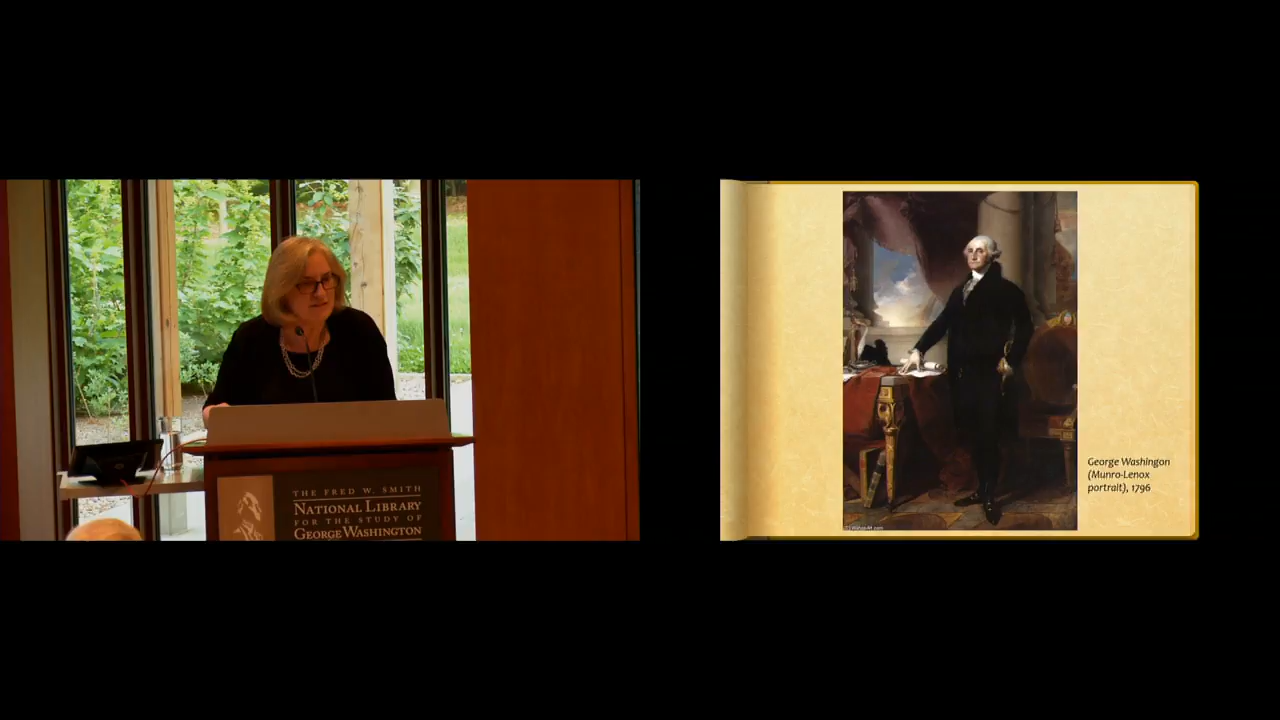 THE FRED W. SMITH
NATIONAL LIBRARY
FOR THE STUDY OF
GEORGE WASHINGTON
George Washingon
(Munro-Lenox
portrait), 1796